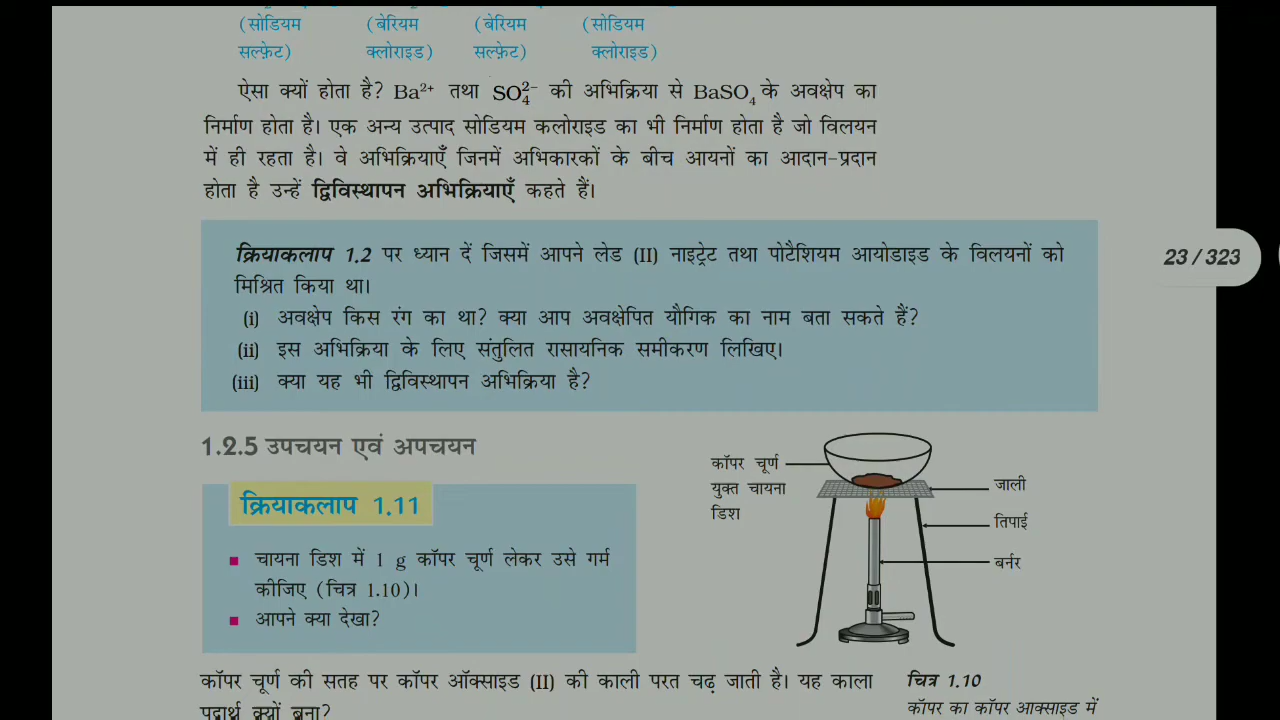 (सोडियम (बेरियम (बेरियम (सोडियम
सल्फ़ेट) क्लोराइड) सल्फ़ेट) क्लोराइड)
ऐसा क्यों होता है? Ba²⁺ तथा SO₄²⁻ की अभिक्रिया से BaSO₄ के अवक्षेप का
निर्माण होता है। एक अन्य उत्पाद सोडियम कलोराइड का भी निर्माण होता है जो विलयन
में ही रहता है। वे अभिक्रियाएँ जिनमें अभिकारकों के बीच आयनों का आदान-प्रदान
होता है उन्हें द्विविस्थापन अभिक्रियाएँ कहते हैं।
क्रियाकलाप 1.2 पर ध्यान दें जिसमें आपने लेड (II) नाइट्रेट तथा पोटैशियम आयोडाइड के विलयनों को
मिश्रित किया था।
(i) अवक्षेप किस रंग का था? क्या आप अवक्षेपित यौगिक का नाम बता सकते हैं?
(ii) इस अभिक्रिया के लिए संतुलित रासायनिक समीकरण लिखिए।
(iii) क्या यह भी द्विविस्थापन अभिक्रिया है?
23 / 323
1.2.5 उपचयन एवं अपचयन
क्रियाकलाप 1.11
■ चायना डिश में 1 g कॉपर चूर्ण लेकर उसे गर्म
कीजिए (चित्र 1.10)।
■ आपने क्या देखा?
कॉपर चूर्ण
युक्त चायना
डिश
जाली
तिपाई
बर्नर
कॉपर चूर्ण की सतह पर कॉपर ऑक्साइड (II) की काली परत चढ़ जाती है। यह काला
पदार्थ क्यों बना?
चित्र 1.10
कॉपर का कॉपर आक्साइड में